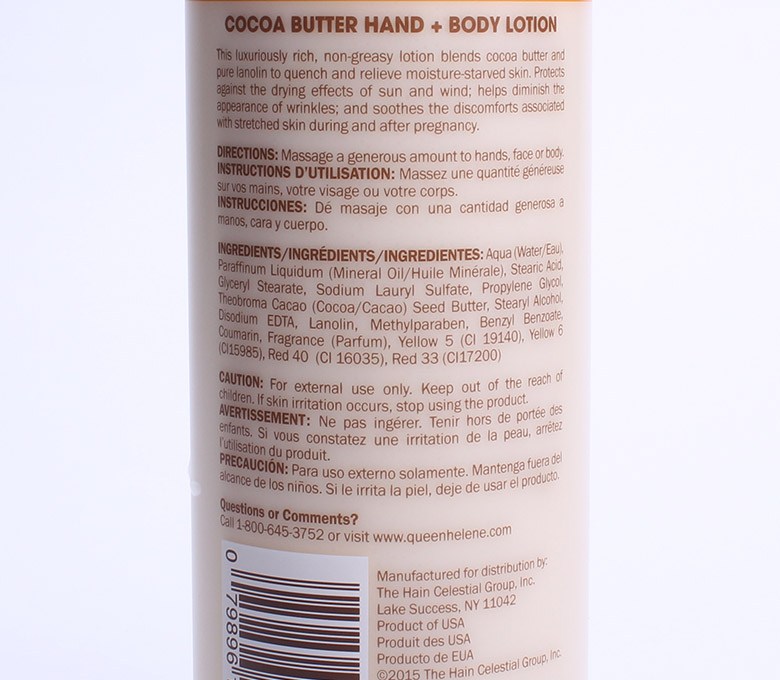 COCOA BUTTER HAND + BODY LOTION
This luxuriously rich, non-greasy lotion blends cocoa butter and
pure lanolin to quench and relieve moisture-starved skin. Protects
against the drying effects of sun and wind; helps diminish the
appearance of wrinkles; and soothes the discomforts associated
with stretched skin during and after pregnancy.
DIRECTIONS: Massage a generous amount to hands, face or body.
INSTRUCTIONS D'UTILISATION: Massez une quantité généreuse
sur vos mains, votre visage ou votre corps.
INSTRUCCIONES: Dé masaje con una cantidad generosa a
manos, cara y cuerpo.
INGREDIENTS/INGRÉDIENTS/INGREDIENTES: Aqua (Water/Eau),
Paraffinum Liquidum (Mineral Oil/Huile Minérale), Stearic Acid,
Glyceryl Stearate, Sodium Lauryl Sulfate, Propylene Glycol,
Theobroma Cacao (Cocoa/Cacao) Seed Butter, Stearyl Alcohol,
Disodium EDTA, Lanolin, Methylparaben, Benzyl Benzoate,
Coumarin, Fragrance (Parfum), Yellow 5 (CI 19140), Yellow 6
(CI15985), Red 40 (CI 16035), Red 33 (CI17200)
CAUTION: For external use only. Keep out of the reach of
children. If skin irritation occurs, stop using the product.
AVERTISSEMENT: Ne pas ingérer. Tenir hors de portée des
enfants. Si vous constatez une irritation de la peau, arrêtez
l'utilisation du produit.
PRECAUCIÓN: Para uso externo solamente. Mantenga fuera del
alcance de los niños. Si le irrita la piel, deje de usar el producto.
Questions or Comments?
Call 1-800-645-3752 or visit www.queenhelene.com
0 79896
Manufactured for distribution by:
The Hain Celestial Group, Inc.
Lake Success, NY 11042
Product of USA
Produit des USA
Producto de EUA
©2015 The Hain Celestial Group, Inc.